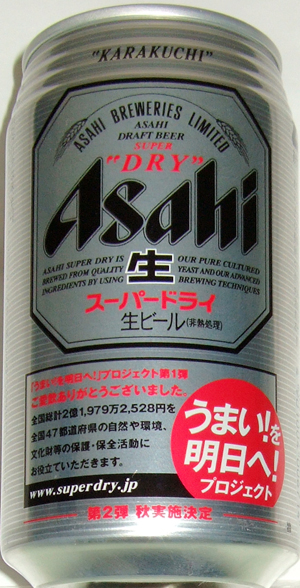 "KARAKUCHI"
ASAHI BREWERIES LIMITED
ASAHI
DRAFT BEER
SUPER
"DRY"
Asahi
ASAHI SUPER DRY IS
BREWED FROM QUALITY
INGREDIENTS BY USING
生
OUR PURE CULTURED
YEAST AND OUR ADVANCED
BREWING TECHNIQUES
スーパードライ
生ビール(非熱処理)
「うまい!を明日へ!」プロジェクト第1弾
ご愛飲ありがとうございました。
全国総計2億1,979万2,528円を
全国47都道府県の自然や環境、
文化財等の保護・保全活動に
お役立ていただきます。
www.superdry.jp
うまい!を
明日へ!
プロジェクト
第2弾 秋実施決定